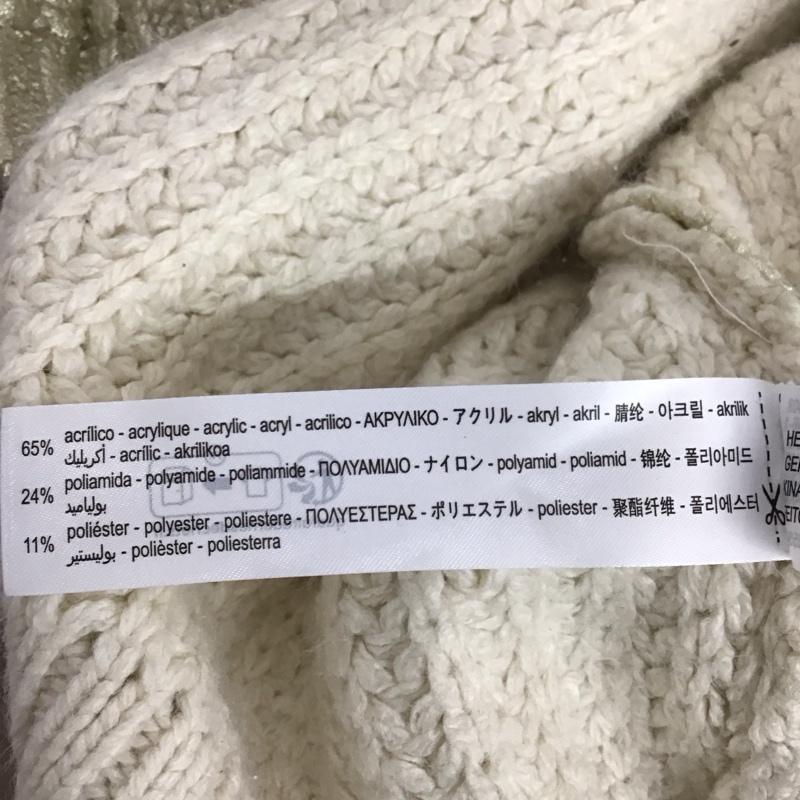 65% acrílico - acrylique - acrylic - acryl - acrilico - ΑΚΡΥΛΙΚΟ - アクリル - akryl - akril - 腈纶 - 아크릴 - akrilik
أكريليك - acrílic - akrilikoa
24% poliamida - polyamide - poliammide - ΠΟΛΥΑΜΙΔΙΟ - ナイロン - polyamid - poliamid - 锦纶 - 폴리아미드
بولياميد
11% poliéster - polyester - poliestere - ΠΟΛΥΕΣΤΕΡΑΣ - ポリエステル - poliester - 聚酯纤维 - 폴리에스터
بوليستير - polièster - poliesterra